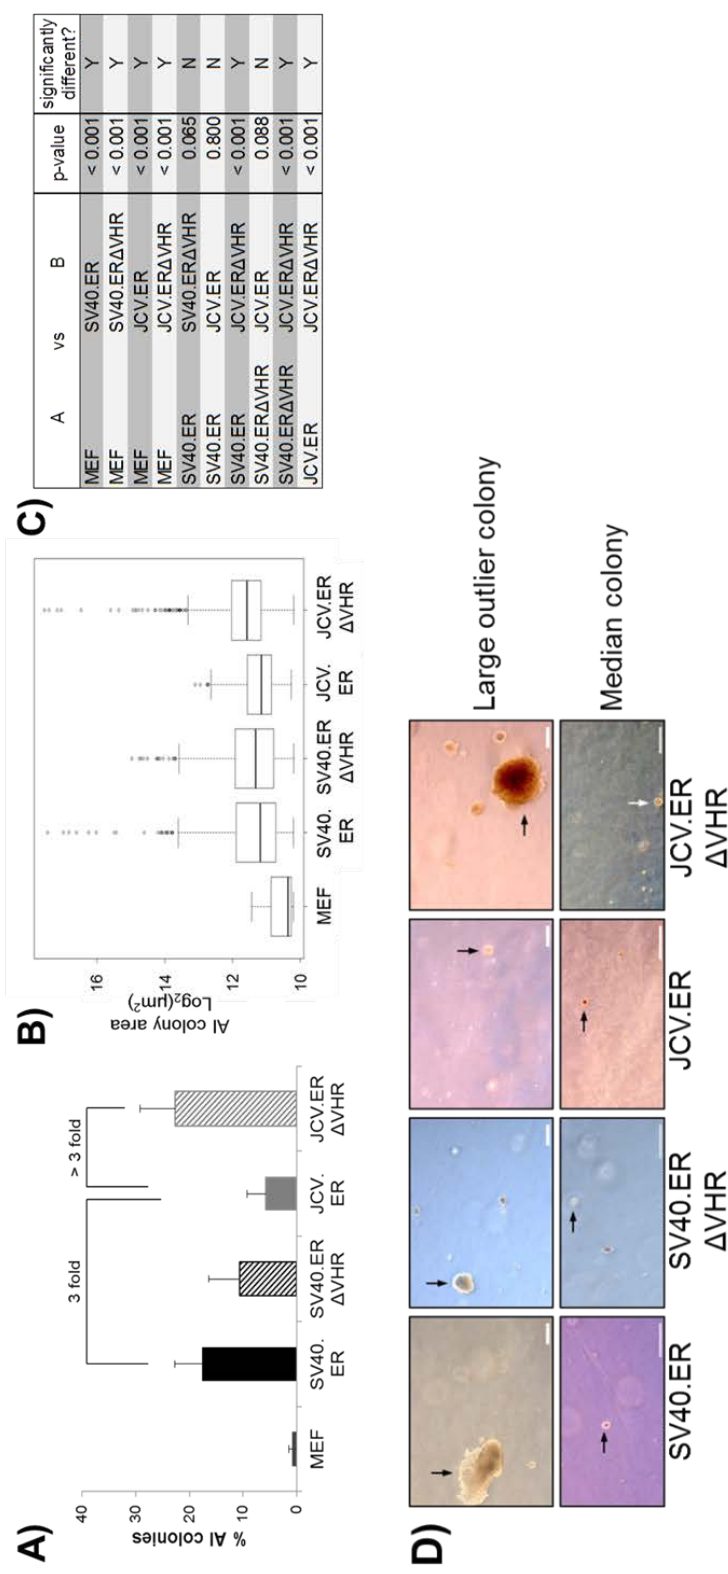 A)
% AI colonies
40
30
20
10
0
3 fold
> 3 fold
MEF
SV40.
ER
SV40.ER
ΔVHR
JCV.
ER
JCV.ER
ΔVHR
B)
AI colony area
Log2(µm²)
16
14
12
10
MEF
SV40.
ER
SV40.ER
ΔVHR
JCV.
ER
JCV.ER
ΔVHR
C)
A vs B p-value significantly
different?
MEF SV40.ER < 0.001 Y
MEF SV40.ERΔVHR < 0.001 Y
MEF JCV.ER < 0.001 Y
MEF JCV.ERΔVHR < 0.001 Y
SV40.ER SV40.ERΔVHR 0.065 N
SV40.ER JCV.ER 0.800 N
SV40.ER JCV.ERΔVHR < 0.001 Y
SV40.ERΔVHR JCV.ER 0.088 N
SV40.ERΔVHR JCV.ERΔVHR < 0.001 Y
JCV.ER JCV.ERΔVHR < 0.001 Y
D)
Large outlier colony
Median colony
SV40.ER
SV40.ER
ΔVHR
JCV.ER
JCV.ER
ΔVHR